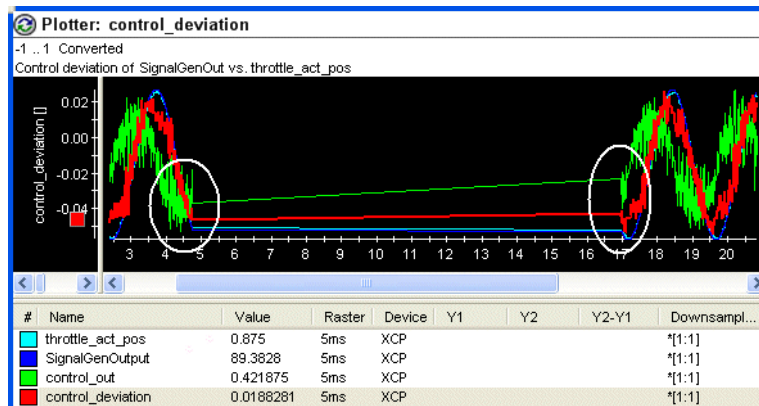 Plotter: control_deviation
-1 .. 1 Converted
Control deviation of SignalGenOut vs. throttle_act_pos
control_deviation []
0.02
0.00
-0.02
-0.04
3 4 5 6 7 8 9 10 11 12 13 14 15 16 17 18 19 20
# Name Value Raster Device Y1 Y2 Y2-Y1 Downsampl...
throttle_act_pos 0.875 5ms XCP *[1:1]
SignalGenOutput 89.3828 5ms XCP *[1:1]
control_out 0.421875 5ms XCP *[1:1]
control_deviation 0.0188281 5ms XCP *[1:1]